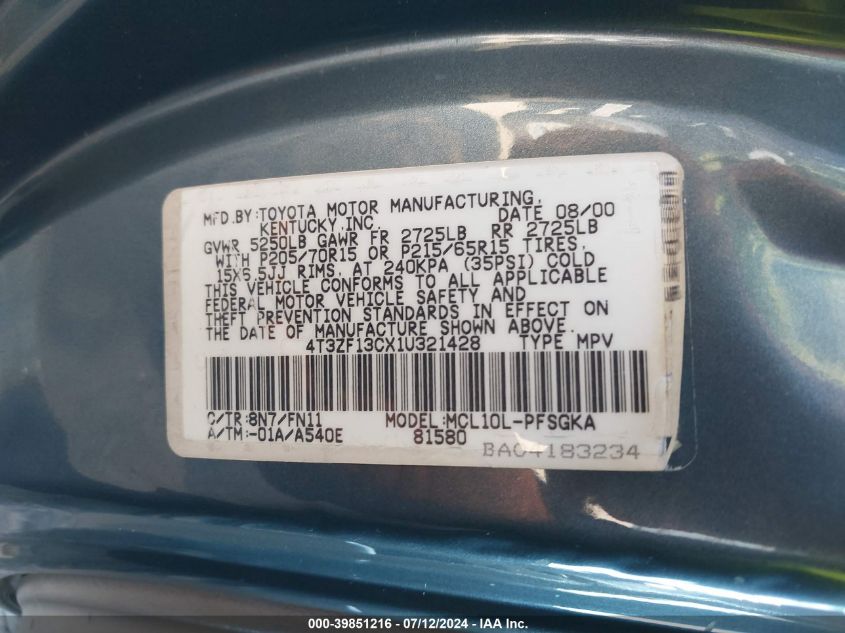 MFD.BY:TOYOTA MOTOR MANUFACTURING,
KENTUCKY,INC. DATE 08/00
GVWR 5250LB GAWR FR 2725LB RR 2725LB
WITH P205/70R15 OR P215/65R15 TIRES,
15X6.5JJ RIMS, AT 240KPA (35PSI) COLD
THIS VEHICLE CONFORMS TO ALL APPLICABLE
FEDERAL MOTOR VEHICLE SAFETY AND
THEFT PREVENTION STANDARDS IN EFFECT ON
THE DATE OF MANUFACTURE SHOWN ABOVE.
4T3ZF13CX1U321428 TYPE MPV
C/TR:8N7/FN11 MODEL:MCL10L-PFSGKA
A/TM:-01A/A540E 81580
BA04183234
000-39851216 - 07/12/2024 - IAA Inc.